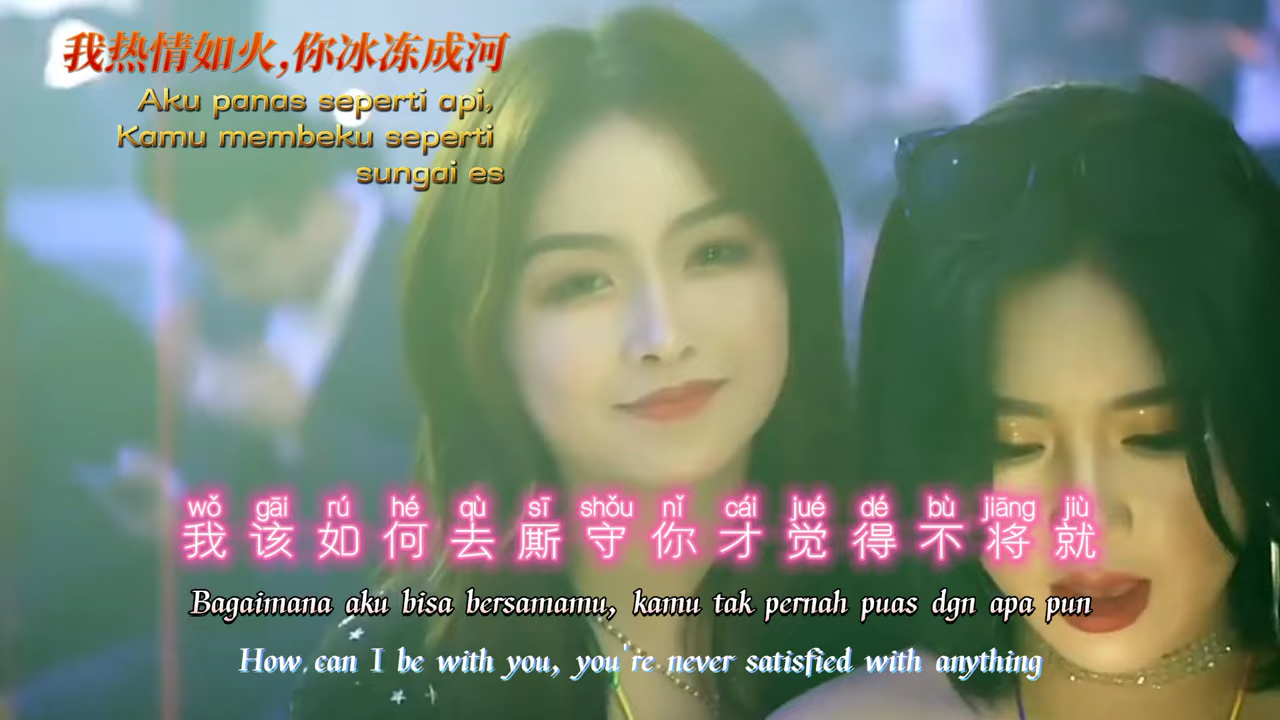 我热情如火,你冰冻成河
Aku panas seperti api,
Kamu membeku seperti
sungai es
wǒ gāi rú hé qù sī shǒu nǐ cái jué dé bù jiāng jiù
我该如何去厮守你才觉得不将就
Bagaimana aku bisa bersamamu, kamu tak pernah puas dgn apa pun
How can I be with you, you're never satisfied with anything